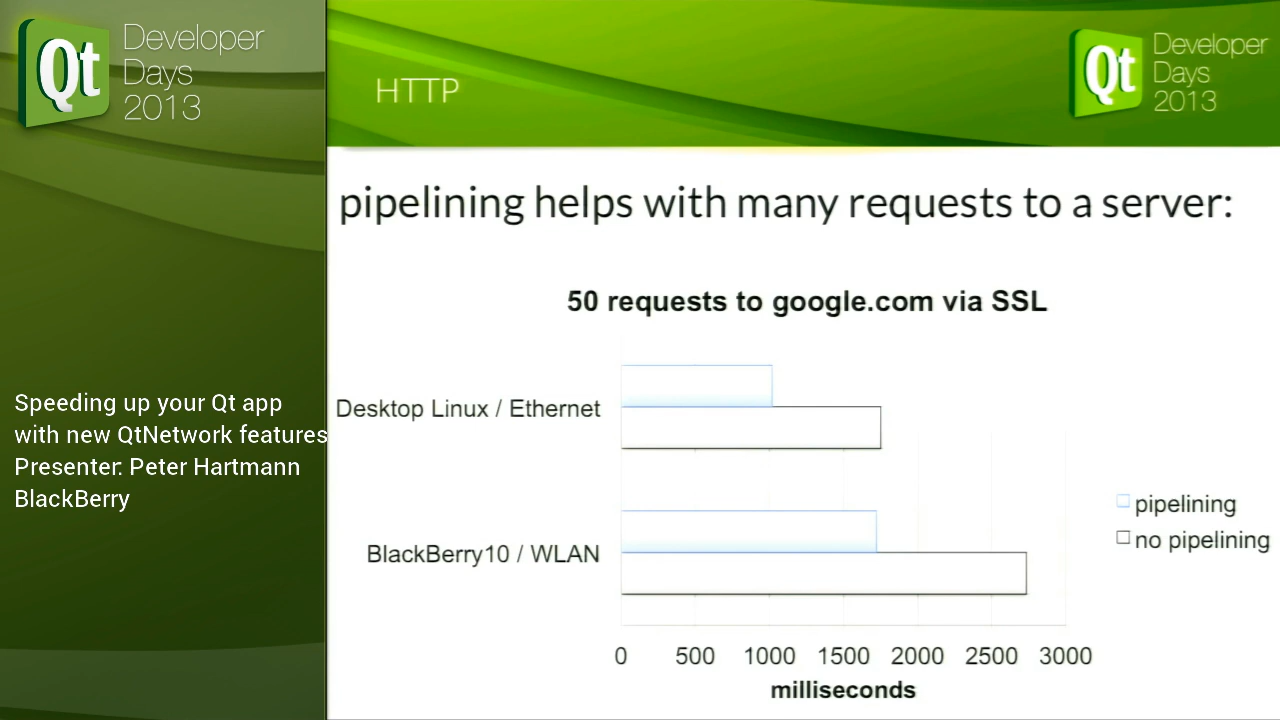 Qt Developer
Days
2013
HTTP
Qt Developer
Days
2013
pipelining helps with many requests to a server:
50 requests to google.com via SSL
Desktop Linux / Ethernet
BlackBerry10 / WLAN
pipelining
no pipelining
0 500 1000 1500 2000 2500 3000
milliseconds
Speeding up your Qt app
with new QtNetwork features
Presenter: Peter Hartmann
BlackBerry